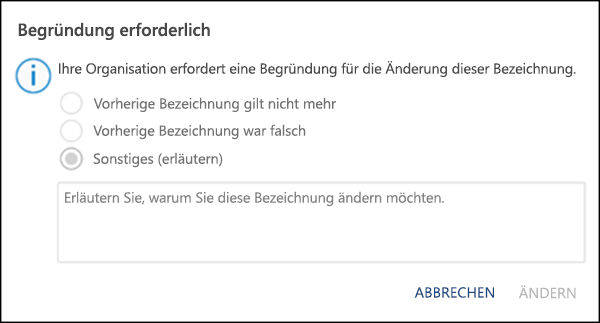 Begründung erforderlich
Ihre Organisation erfordert eine Begründung für die Änderung dieser Bezeichnung.
Vorherige Bezeichnung gilt nicht mehr
Vorherige Bezeichnung war falsch
Sonstiges (erläutern)
Erläutern Sie, warum Sie diese Bezeichnung ändern möchten.
ABBRECHEN ÄNDERN